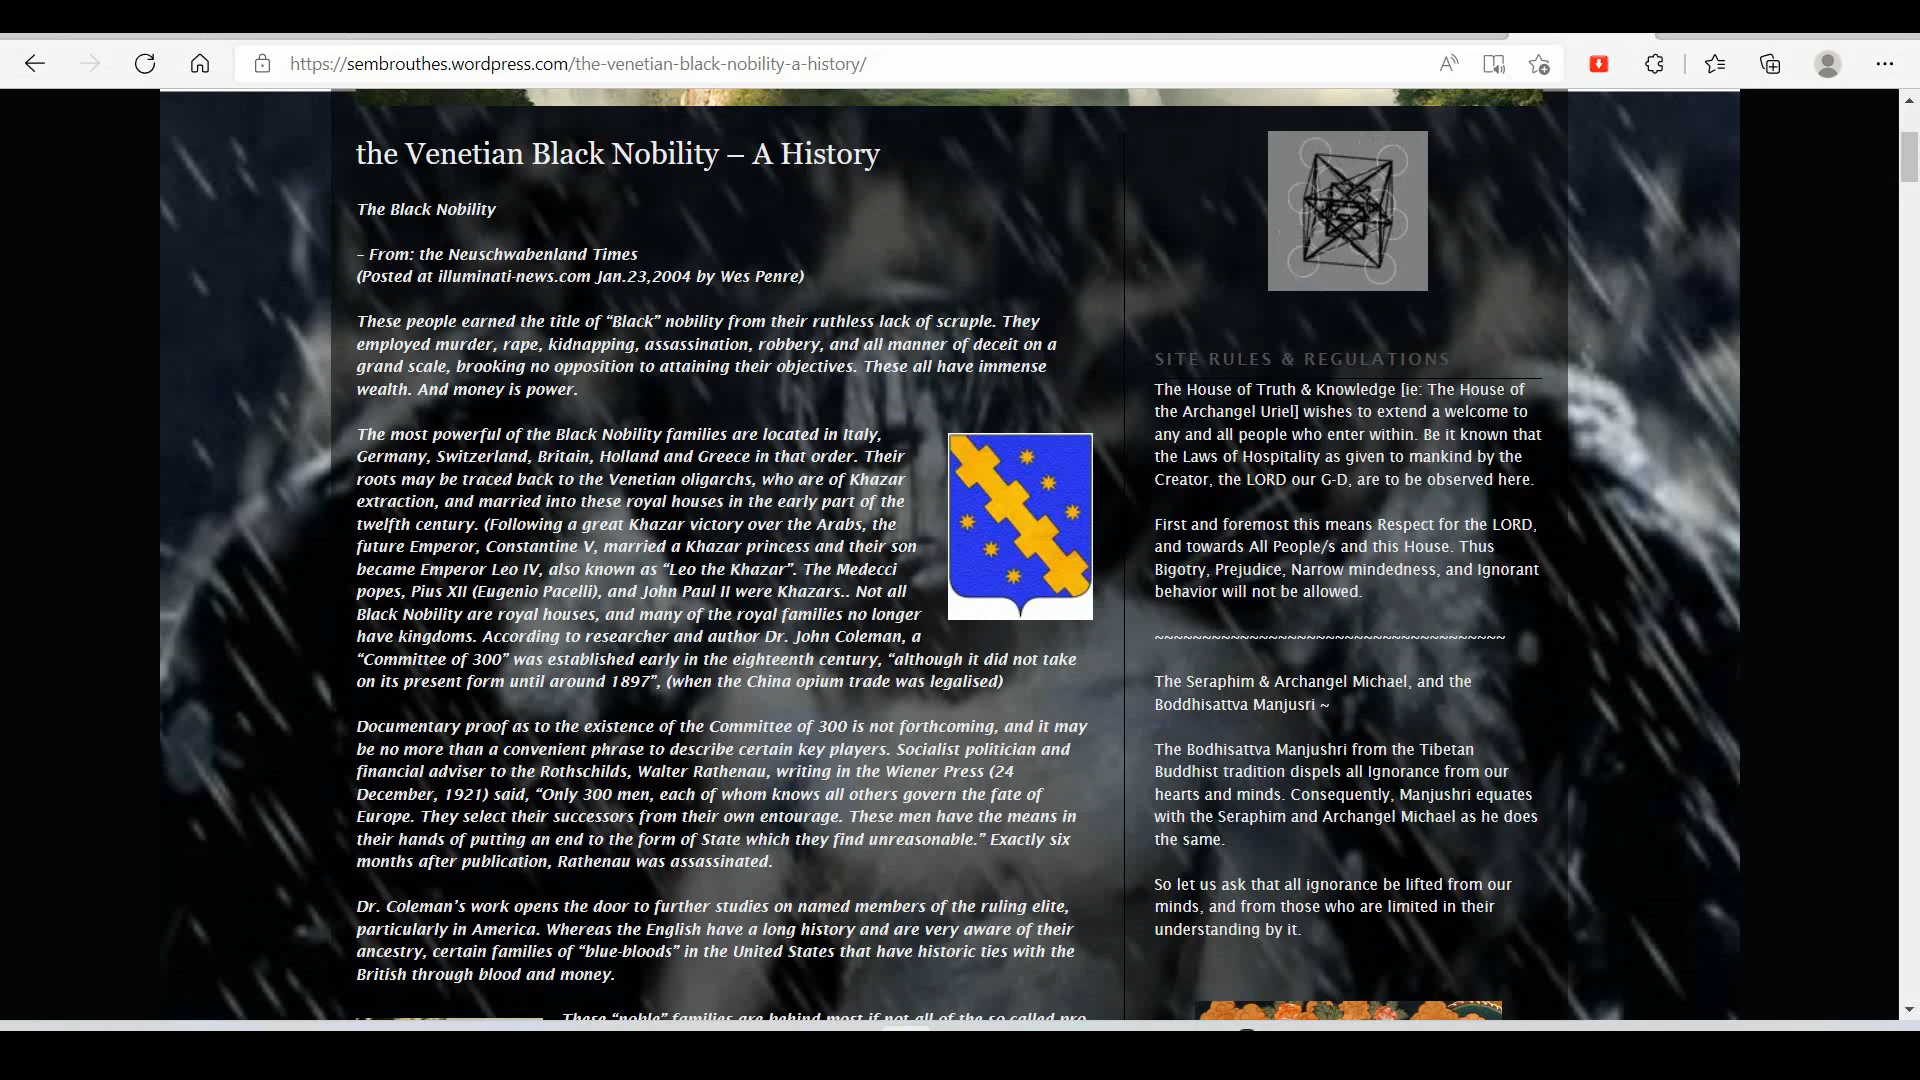 https://sembrouthes.wordpress.com/the-venetian-black-nobility-a-history/
the Venetian Black Nobility – A History
The Black Nobility
– From: the Neuschwabenland Times
(Posted at illuminati-news.com Jan.23,2004 by Wes Penre)
These people earned the title of “Black” nobility from their ruthless lack of scruple. They
employed murder, rape, kidnapping, assassination, robbery, and all manner of deceit on a
grand scale, brooking no opposition to attaining their objectives. These all have immense
wealth. And money is power.
The most powerful of the Black Nobility families are located in Italy,
Germany, Switzerland, Britain, Holland and Greece in that order. Their
roots may be traced back to the Venetian oligarchs, who are of Khazar
extraction, and married into these royal houses in the early part of the
twelfth century. (Following a great Khazar victory over the Arabs, the
future Emperor, Constantine V, married a Khazar princess and their son
became Emperor Leo IV, also known as “Leo the Khazar”. The Medecci
popes, Pius XII (Eugenio Pacelli), and John Paul II were Khazars.. Not all
Black Nobility are royal houses, and many of the royal families no longer
have kingdoms. According to researcher and author Dr. John Coleman, a
“Committee of 300” was established early in the eighteenth century, “although it did not take
on its present form until around 1897”, (when the China opium trade was legalised)
Documentary proof as to the existence of the Committee of 300 is not forthcoming, and it may
be no more than a convenient phrase to describe certain key players. Socialist politician and
financial adviser to the Rothschilds, Walter Rathenau, writing in the Wiener Press (24
December, 1921) said, “Only 300 men, each of whom knows all others govern the fate of
Europe. They select their successors from their own entourage. These men have the means in
their hands of putting an end to the form of State which they find unreasonable.” Exactly six
months after publication, Rathenau was assassinated.
Dr. Coleman’s work opens the door to further studies on named members of the ruling elite,
particularly in America. Whereas the English have a long history and are very aware of their
ancestry, certain families of “blue-bloods” in the United States that have historic ties with the
British through blood and money.
These “noble” families are behind most if not all of the so called pro
SITE RULES & REGULATIONS
The House of Truth & Knowledge [ie: The House of
the Archangel Uriel] wishes to extend a welcome to
any and all people who enter within. Be it known that
the Laws of Hospitality as given to mankind by the
Creator, the LORD our G-D, are to be observed here.
First and foremost this means Respect for the LORD,
and towards All People/s and this House. Thus
Bigotry, Prejudice, Narrow mindedness, and Ignorant
behavior will not be allowed.
~~~~~~~~~~~~~~~~~~~~~~~~~~~~~~~~~~~~~
The Seraphim & Archangel Michael, and the
Boddhisattva Manjusri ~
The Bodhisattva Manjushri from the Tibetan
Buddhist tradition dispels all Ignorance from our
hearts and minds. Consequently, Manjushri equates
with the Seraphim and Archangel Michael as he does
the same.
So let us ask that all ignorance be lifted from our
minds, and from those who are limited in their
understanding by it.